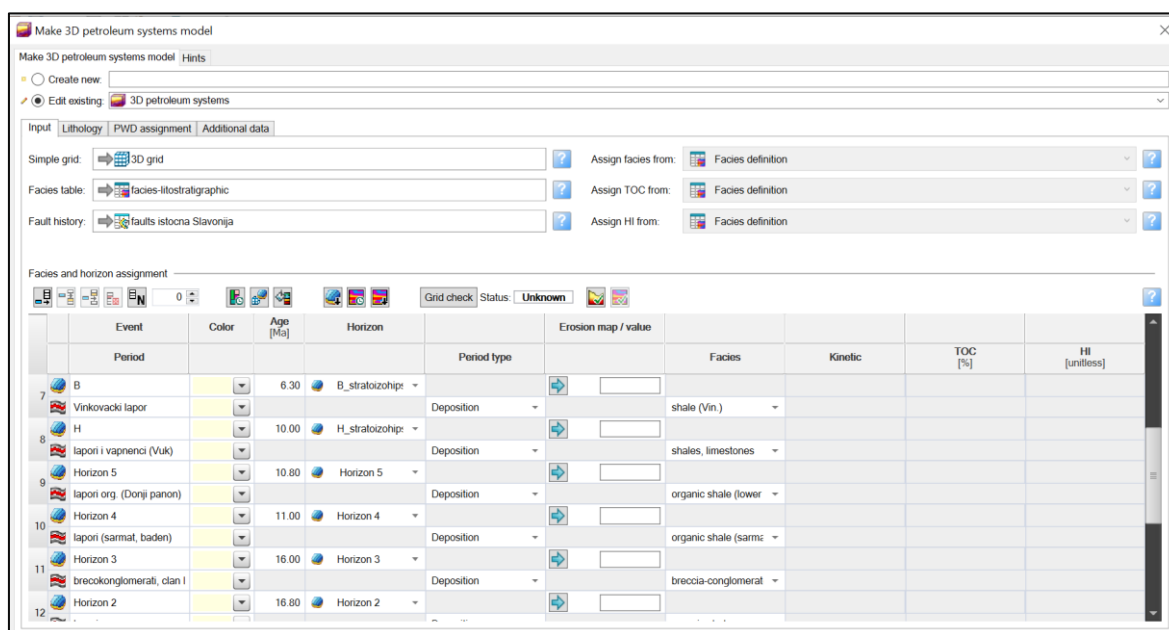 Make 3D petroleum systems model
Make 3D petroleum systems model Hints
Create new:
Edit existing: 3D petroleum systems
Input Lithology PWD assignment Additional data
Simple grid: 3D grid ? Assign facies from: Facies definition ?
Facies table: facies-litostratigraphic ? Assign TOC from: Facies definition ?
Fault history: faults istocna Slavonija ? Assign HI from: Facies definition ?
Facies and horizon assignment
N 0 Grid check Status: Unknown ?
Event Color Age [Ma] Horizon Erosion map / value
Period Period type Facies Kinetic TOC [%] HI [unitless]
7 B 6.30 B_stratoizohip:
Vinkovacki lapor Deposition shale (Vin.)
8 H 10.00 H_stratoizohip:
lapori i vapnenci (Vuk) Deposition shales, limestones
9 Horizon 5 10.80 Horizon 5
lapori org. (Donji panon) Deposition organic shale (lower
10 Horizon 4 11.00 Horizon 4
lapori (sarmat, baden) Deposition organic shale (sarma
11 Horizon 3 16.00 Horizon 3
brecokonglomerati, clan I Deposition breccia-conglomerat
12 Horizon 2 16.80 Horizon 2